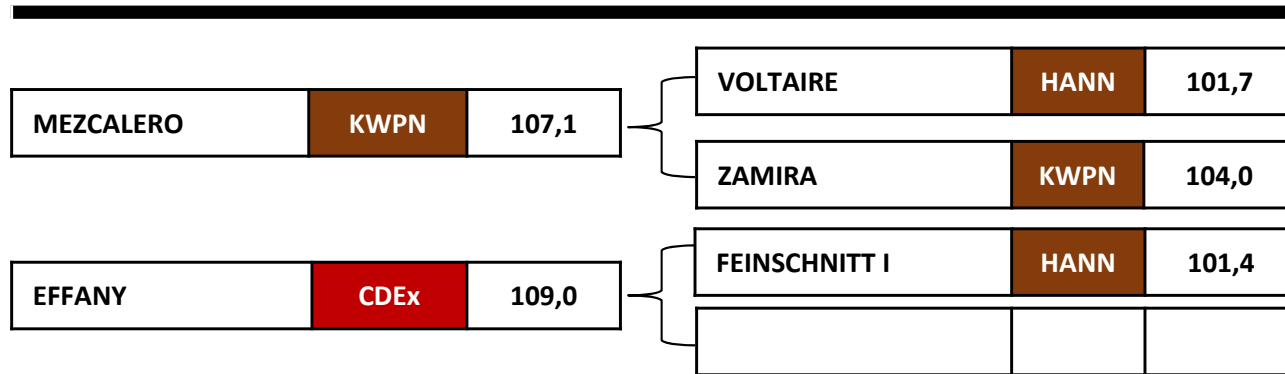 VOLTAIRE HANN 101,7
MEZCALERO KWPN 107,1
ZAMIRA KWPN 104,0
FEINSCHNITT I HANN 101,4
EFFANY CDEx 109,0